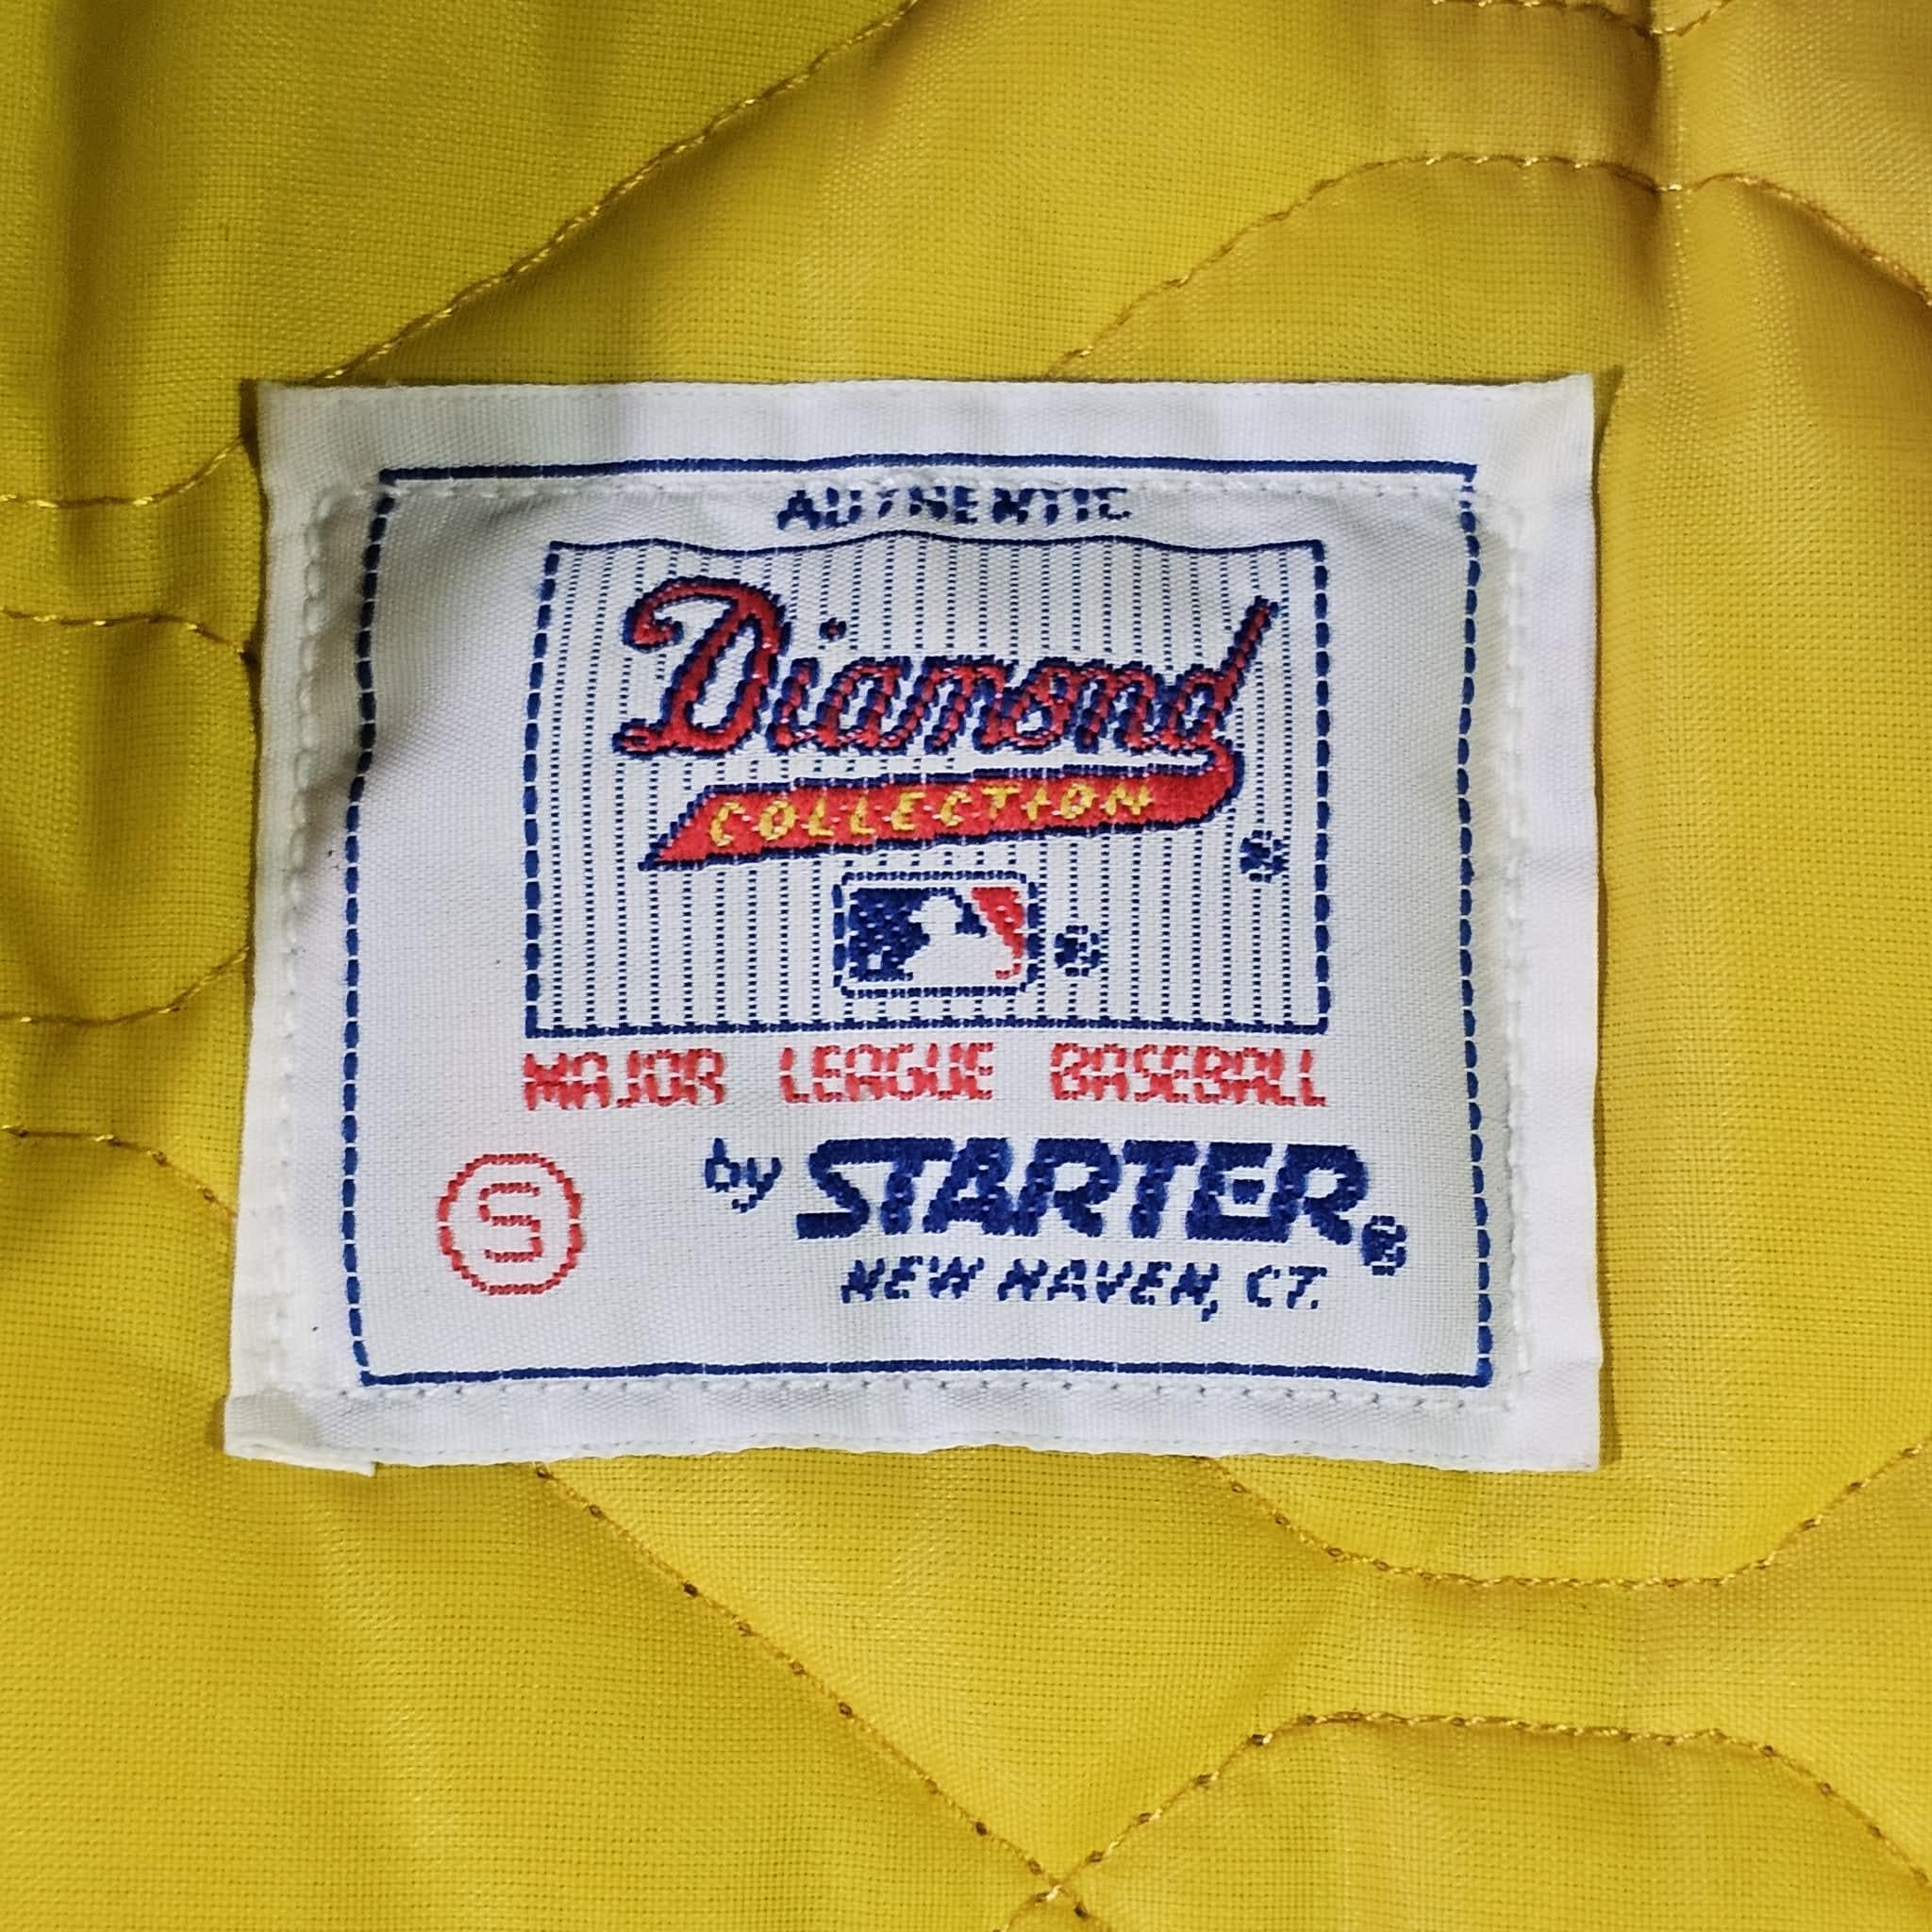 AUTHENTIC
Diamond
COLLECTION
®
®
MAJOR LEAGUE BASEBALL
S
by STARTER®
NEW HAVEN, CT.